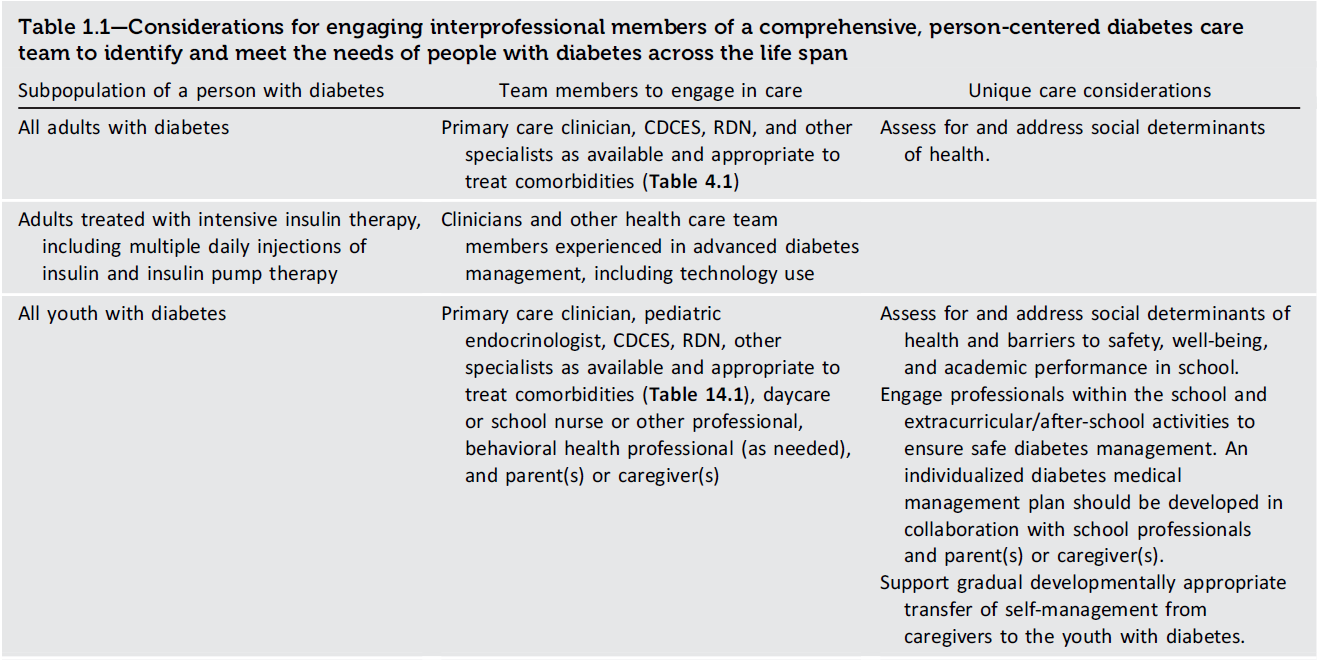 Table 1.1—Considerations for engaging interprofessional members of a comprehensive, person-centered diabetes care
team to identify and meet the needs of people with diabetes across the life span
Subpopulation of a person with diabetes
Team members to engage in care
Unique care considerations
All adults with diabetes
Primary care clinician, CDCES, RDN, and other
specialists as available and appropriate to
treat comorbidities (Table 4.1)
Assess for and address social determinants
of health.
Adults treated with intensive insulin therapy,
including multiple daily injections of
insulin and insulin pump therapy
Clinicians and other health care team
members experienced in advanced diabetes
management, including technology use
All youth with diabetes
Primary care clinician, pediatric
endocrinologist, CDCES, RDN, other
specialists as available and appropriate to
treat comorbidities (Table 14.1), daycare
or school nurse or other professional,
behavioral health professional (as needed),
and parent(s) or caregiver(s)
Assess for and address social determinants of
health and barriers to safety, well-being,
and academic performance in school.
Engage professionals within the school and
extracurricular/after-school activities to
ensure safe diabetes management. An
individualized diabetes medical
management plan should be developed in
collaboration with school professionals
and parent(s) or caregiver(s).
Support gradual developmentally appropriate
transfer of self-management from
caregivers to the youth with diabetes.